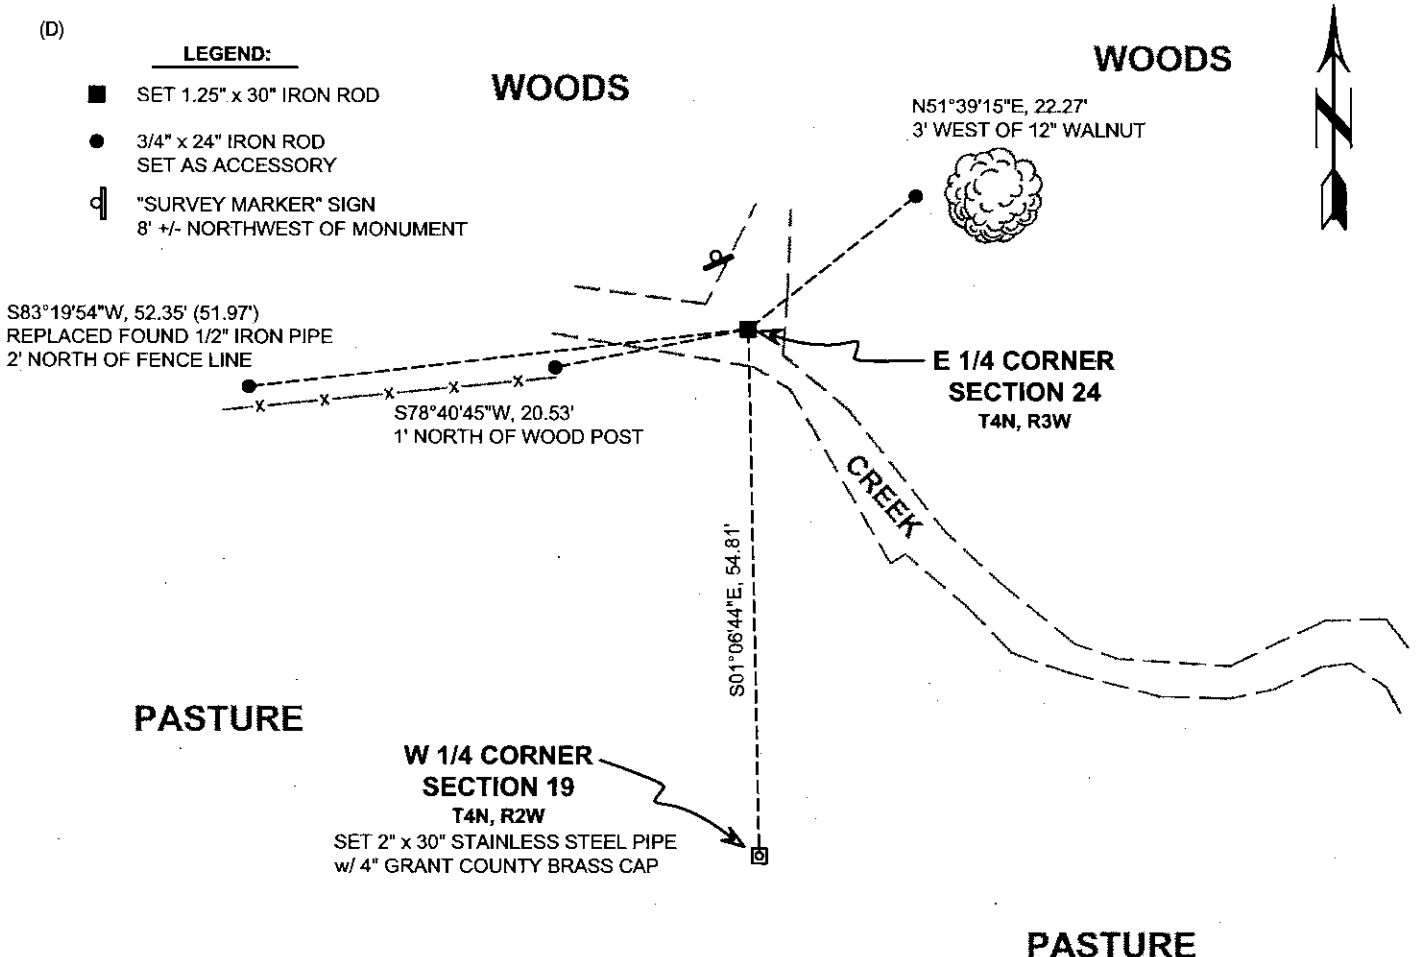 (D)
LEGEND:
SET 1.25" x 30" IRON ROD
3/4" x 24" IRON ROD
SET AS ACCESSORY
"SURVEY MARKER" SIGN
8' +/- NORTHWEST OF MONUMENT
WOODS
WOODS
N51°39'15"E, 22.27'
3' WEST OF 12" WALNUT
N
S83°19'54"W, 52.35' (51.97')
REPLACED FOUND 1/2" IRON PIPE
2' NORTH OF FENCE LINE
x x x x x
S78°40'45"W, 20.53'
1' NORTH OF WOOD POST
E 1/4 CORNER
SECTION 24
T4N, R3W
CREEK
S01°06'44"E, 54.81'
PASTURE
W 1/4 CORNER
SECTION 19
T4N, R2W
SET 2" x 30" STAINLESS STEEL PIPE
w/ 4" GRANT COUNTY BRASS CAP
PASTURE